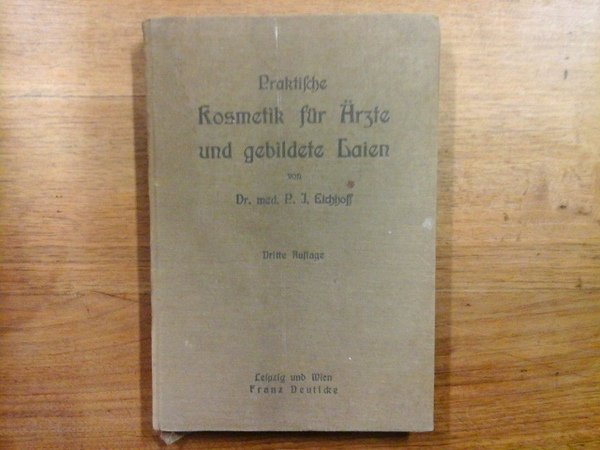 Praktische
Kosmetik für Ärzte
und gebildete Laien
von
Dr. med. P. J. Eichhoff
Dritte Auflage
Leipzig und Wien
Franz Deuticke